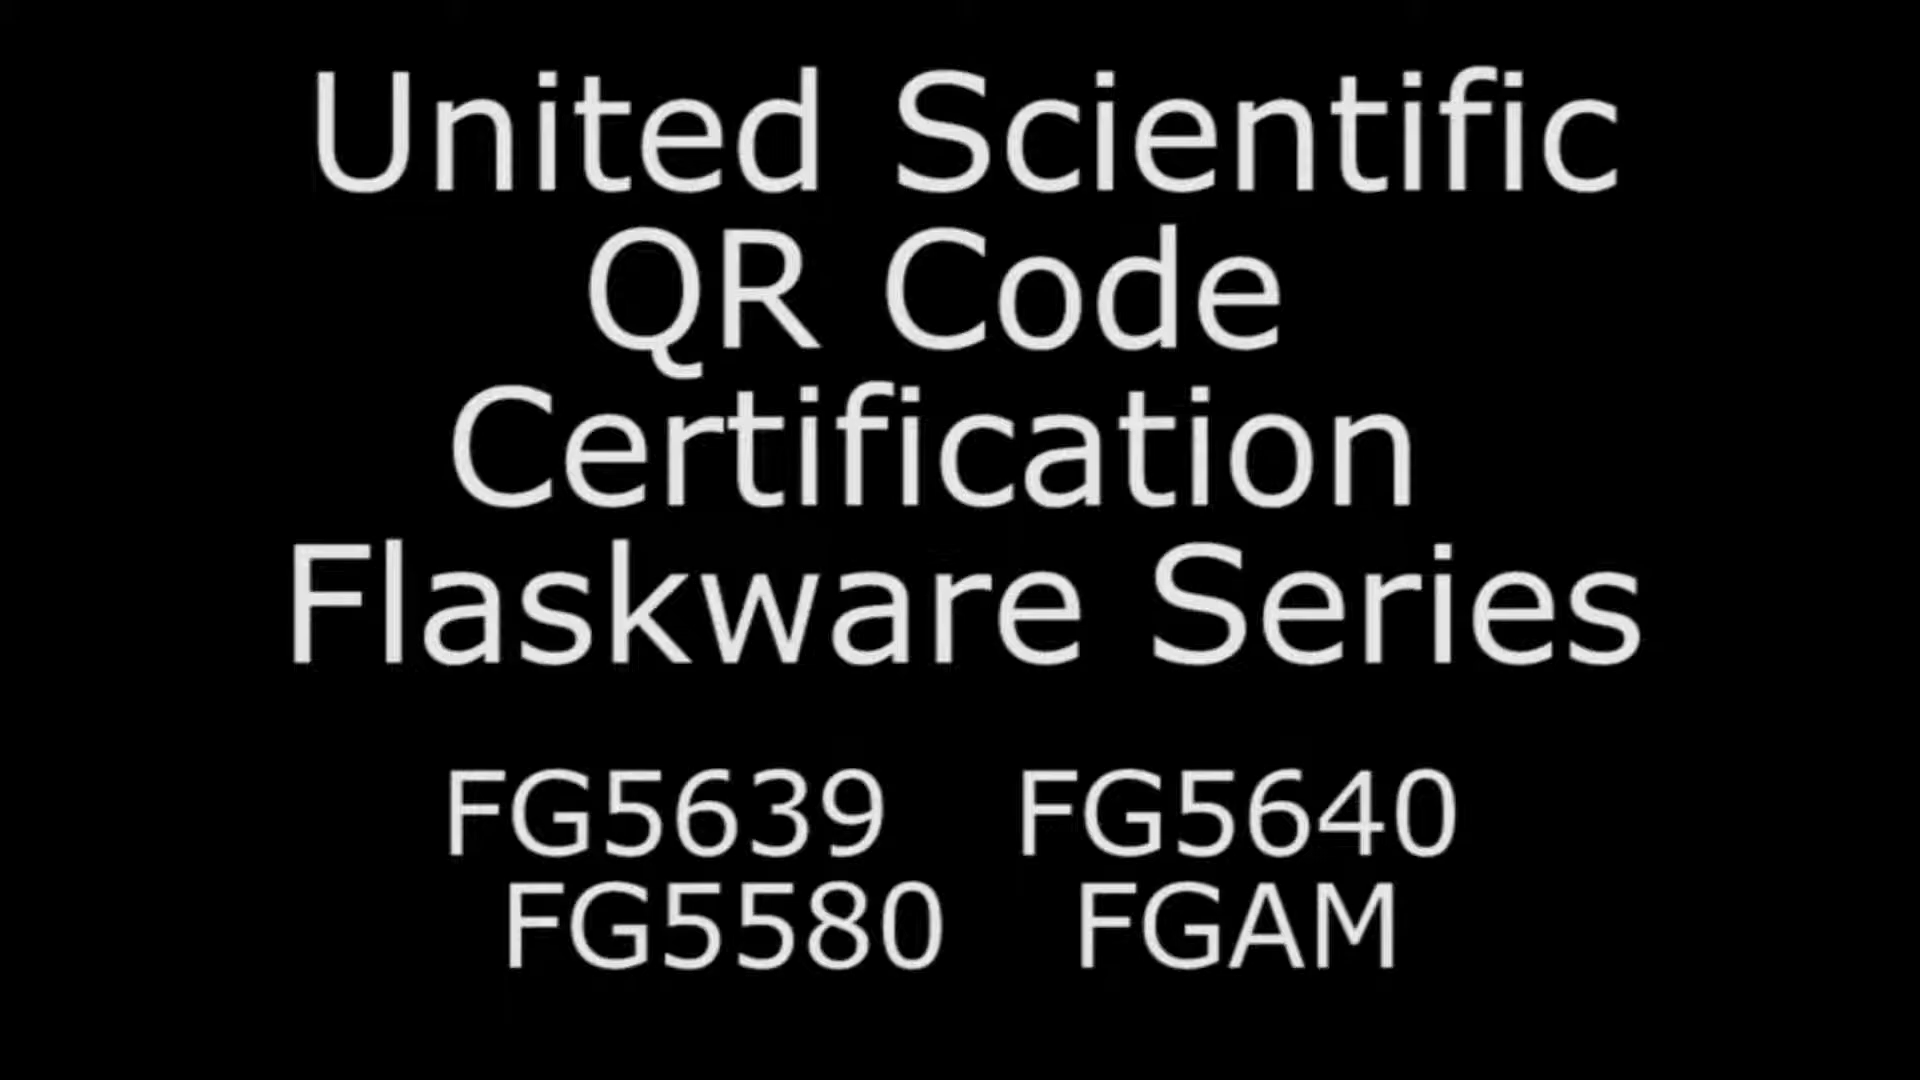 United Scientific
QR Code
Certification
Flaskware Series
FG5639 FG5640
FG5580 FGAM